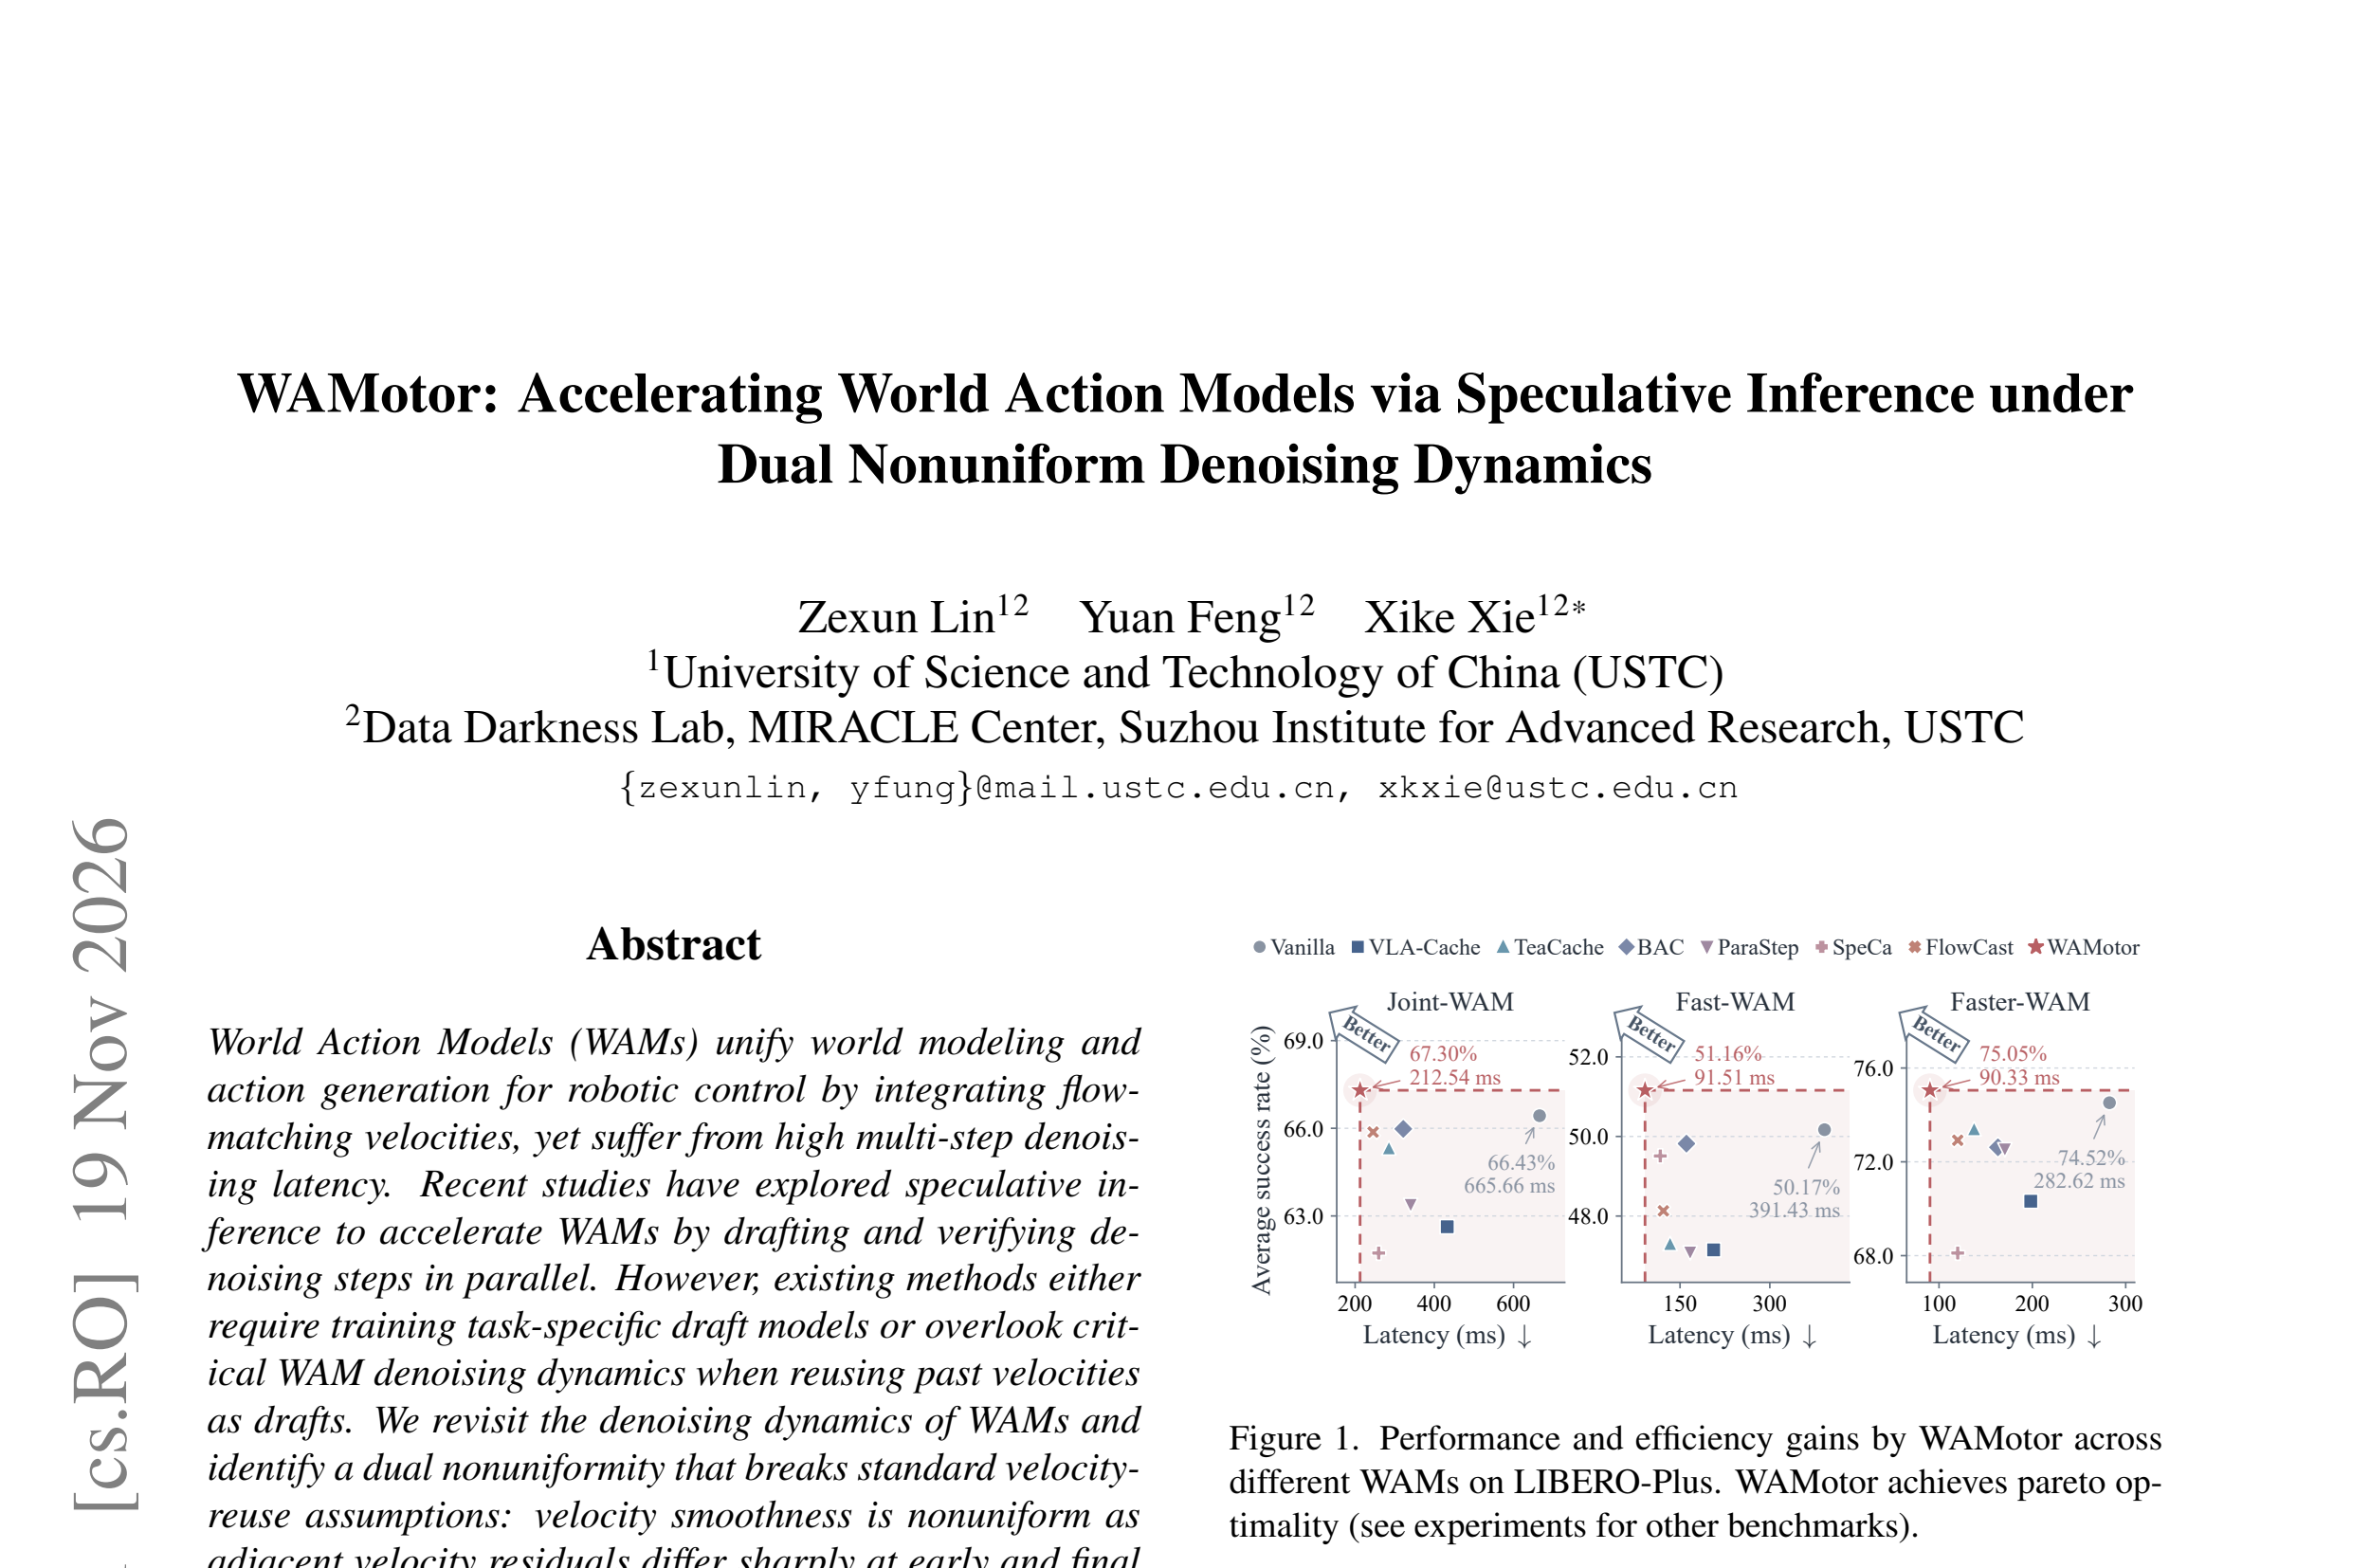 WAMotor: Accelerating World Action Models via Speculative Inference under
Dual Nonuniform Denoising Dynamics
Zexun Lin12 Yuan Feng12 Xike Xie12*
1University of Science and Technology of China (USTC)
2Data Darkness Lab, MIRACLE Center, Suzhou Institute for Advanced Research, USTC
{zexunlin, yfung}@mail.ustc.edu.cn, xkxie@ustc.edu.cn
[cs.RO] 19 Nov 2026
Abstract
World Action Models (WAMs) unify world modeling and
action generation for robotic control by integrating flow-
matching velocities, yet suffer from high multi-step denois-
ing latency. Recent studies have explored speculative in-
ference to accelerate WAMs by drafting and verifying de-
noising steps in parallel. However, existing methods either
require training task-specific draft models or overlook crit-
ical WAM denoising dynamics when reusing past velocities
as drafts. We revisit the denoising dynamics of WAMs and
identify a dual nonuniformity that breaks standard velocity-
reuse assumptions: velocity smoothness is nonuniform as
adjacent velocity residuals differ sharply at early and final
Vanilla VLA-Cache TeaCache BAC ParaStep SpeCa FlowCast WAMotor
Average success rate (%)
Joint-WAM
Better
69.0
66.0
63.0
67.30%
212.54 ms
66.43%
665.66 ms
200 400 600
Latency (ms) ↓
Fast-WAM
Better
52.0
50.0
48.0
51.16%
91.51 ms
50.17%
391.43 ms
150 300
Latency (ms) ↓
Faster-WAM
Better
76.0
72.0
68.0
75.05%
90.33 ms
74.52%
282.62 ms
100 200 300
Latency (ms) ↓
Figure 1. Performance and efficiency gains by WAMotor across
different WAMs on LIBERO-Plus. WAMotor achieves pareto op-
timality (see experiments for other benchmarks).